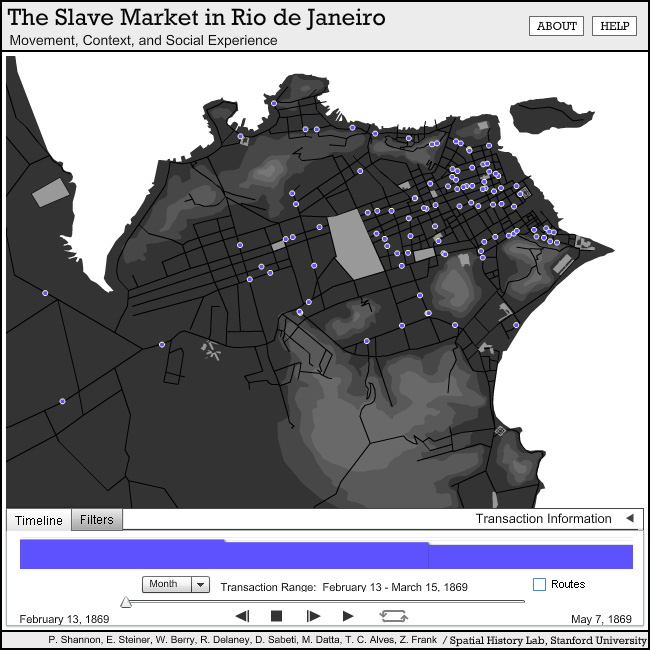 The Slave Market in Rio de Janeiro
Movement, Context, and Social Experience
ABOUT
HELP
Timeline
Filters
Transaction Information
Month
Transaction Range: February 13 - March 15, 1869
Routes
February 13, 1869
May 7, 1869
P. Shannon, E. Steiner, W. Berry, R. Delaney, D. Sabeti, M. Datta, T. C. Alves, Z. Frank / Spatial History Lab, Stanford University